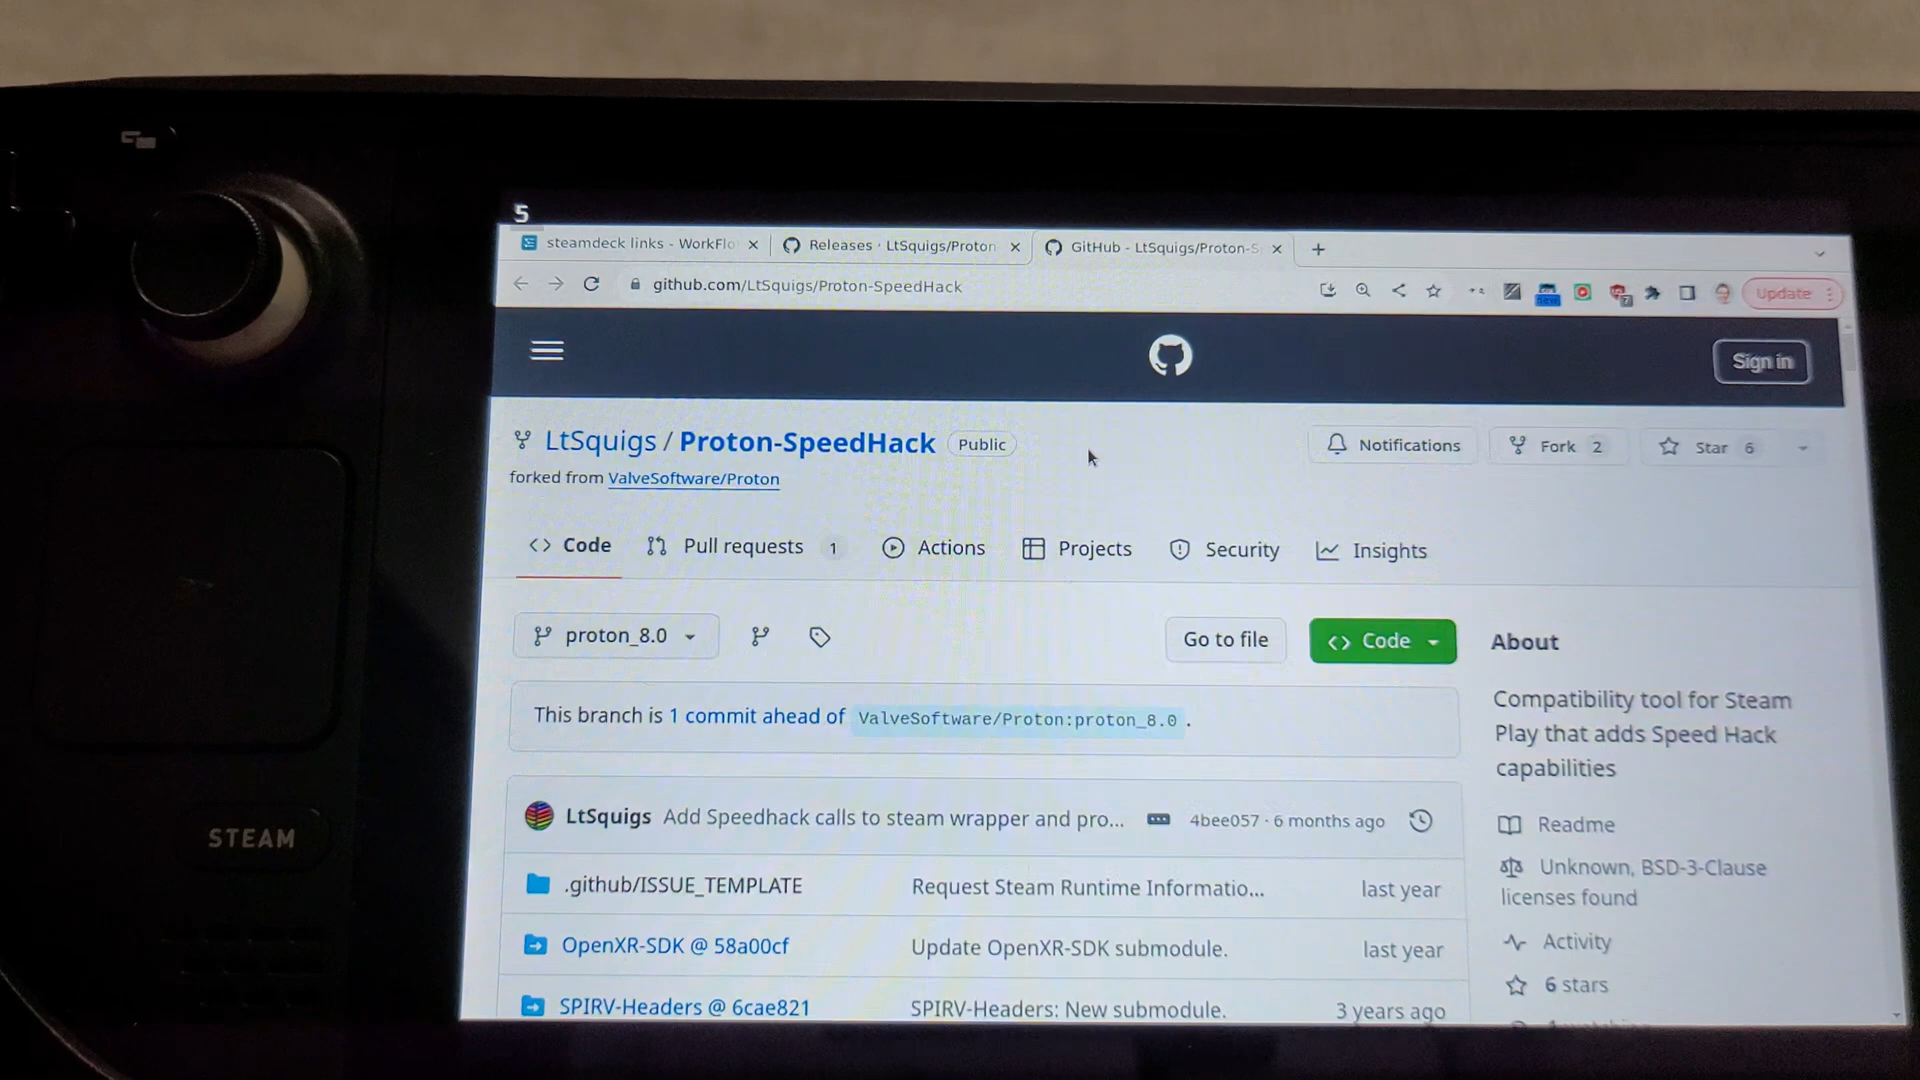 5
steamdeck links - WorkFlo
Releases · LtSquigs/Proton
GitHub - LtSquigs/Proton-S
github.com/LtSquigs/Proton-SpeedHack
Update
Sign in
LtSquigs / Proton-SpeedHack Public
Notifications
Fork 2
Star 6
forked from ValveSoftware/Proton
Code
Pull requests 1
Actions
Projects
Security
Insights
proton_8.0
Go to file
Code
This branch is 1 commit ahead of ValveSoftware/Proton:proton_8.0 .
LtSquigs Add Speedhack calls to steam wrapper and pro... 4bee057 · 6 months ago
.github/ISSUE_TEMPLATE Request Steam Runtime Informatio... last year
OpenXR-SDK @ 58a00cf Update OpenXR-SDK submodule. last year
SPIRV-Headers @ 6cae821 SPIRV-Headers: New submodule. 3 years ago
About
Compatibility tool for Steam
Play that adds Speed Hack
capabilities
Readme
Unknown, BSD-3-Clause
licenses found
Activity
6 stars
STEAM